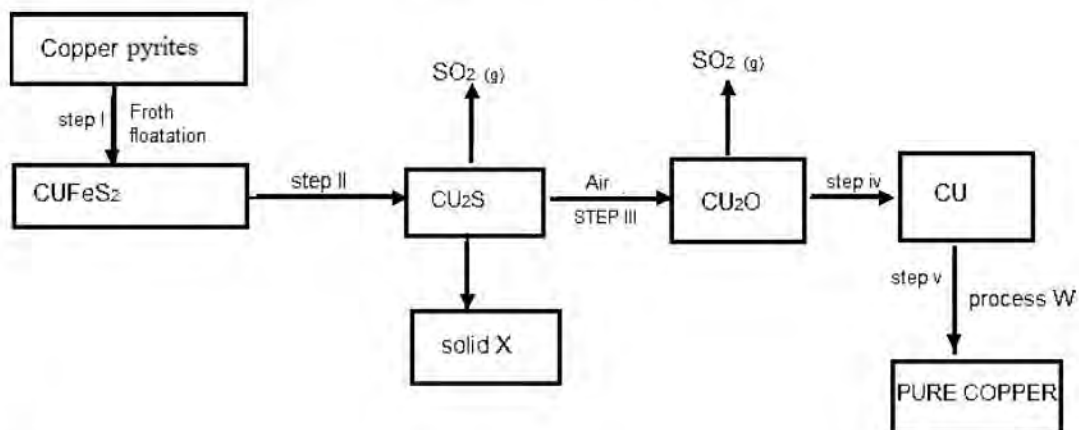 Copper pyrites
step I
Froth
floatation
CUFeS₂
step II
SO₂ (g)
CU₂S
solid X
Air
STEP III
SO₂ (g)
CU₂O
step iv
CU
step v
process W
PURE COPPER